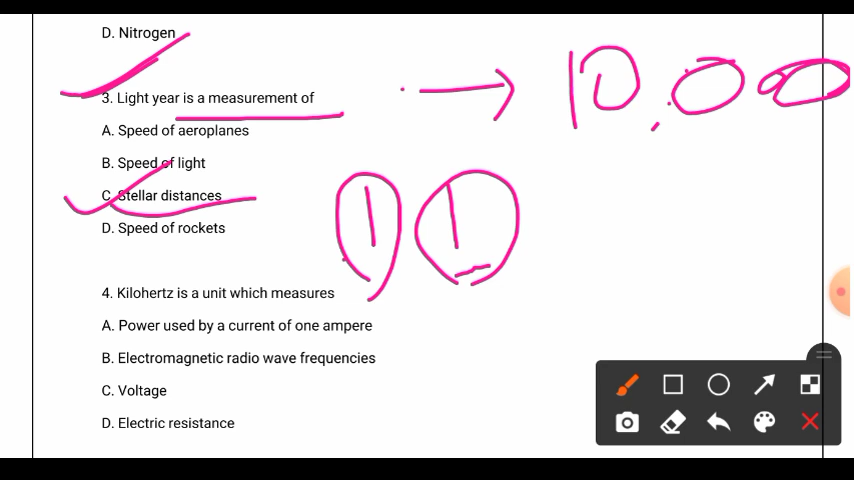 D. Nitrogen
3. Light year is a measurement of
A. Speed of aeroplanes
B. Speed of light
C. Stellar distances
D. Speed of rockets
4. Kilohertz is a unit which measures
A. Power used by a current of one ampere
B. Electromagnetic radio wave frequencies
C. Voltage
D. Electric resistance